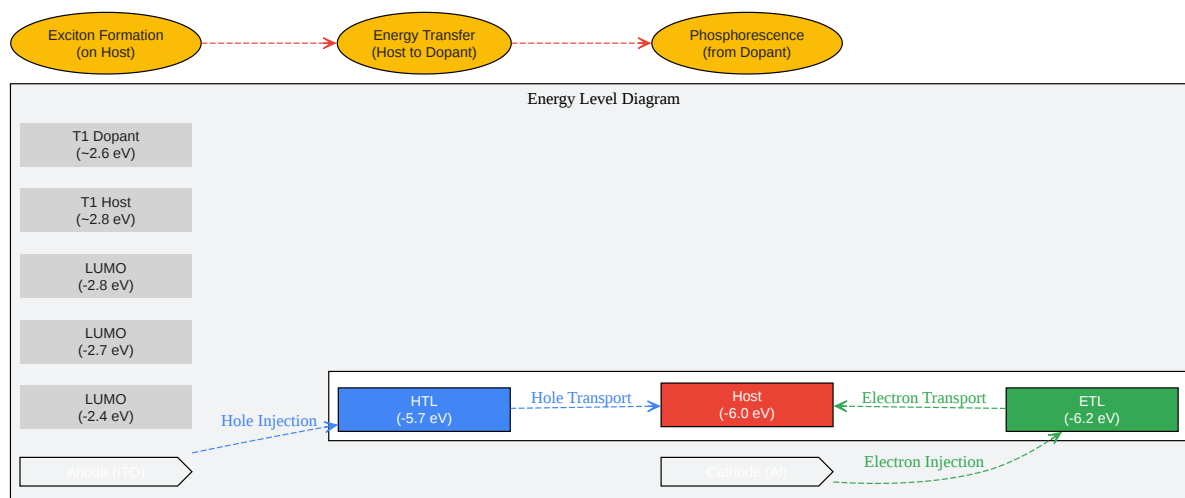 Exciton Formation
(on Host)
Energy Transfer
(Host to Dopant)
Phosphorescence
(from Dopant)
Energy Level Diagram
T1 Dopant
(~2.6 eV)
T1 Host
(~2.8 eV)
LUMO
(-2.8 eV)
LUMO
(-2.7 eV)
LUMO
(-2.4 eV)
Hole Injection
HTL
(-5.7 eV)
Hole Transport
Host
(-6.0 eV)
Electron Transport
ETL
(-6.2 eV)
Anode (ITO)
Cathode (Al)
Electron Injection